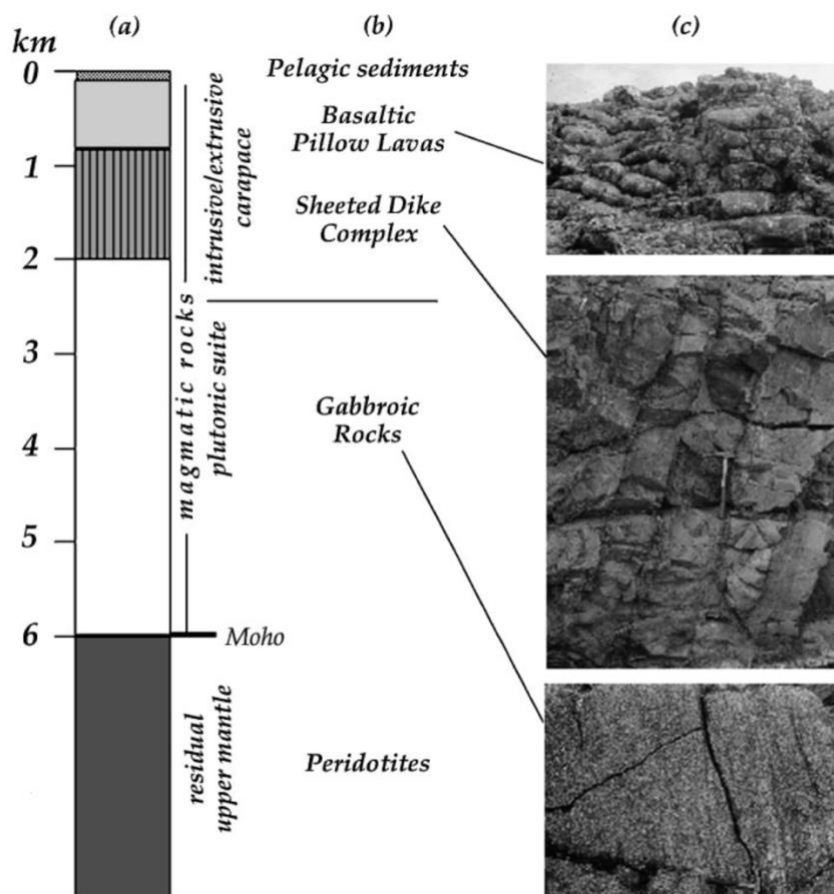 (a)
(b)
(c)
km
0
1
2
3
4
5
6
magmatic rocks
intrusive/extrusive
carapace
plutonic suite
Moho
residual
upper mantle
Pelagic sediments
Basaltic
Pillow Lavas
Sheeted Dike
Complex
Gabbroic
Rocks
Peridotites